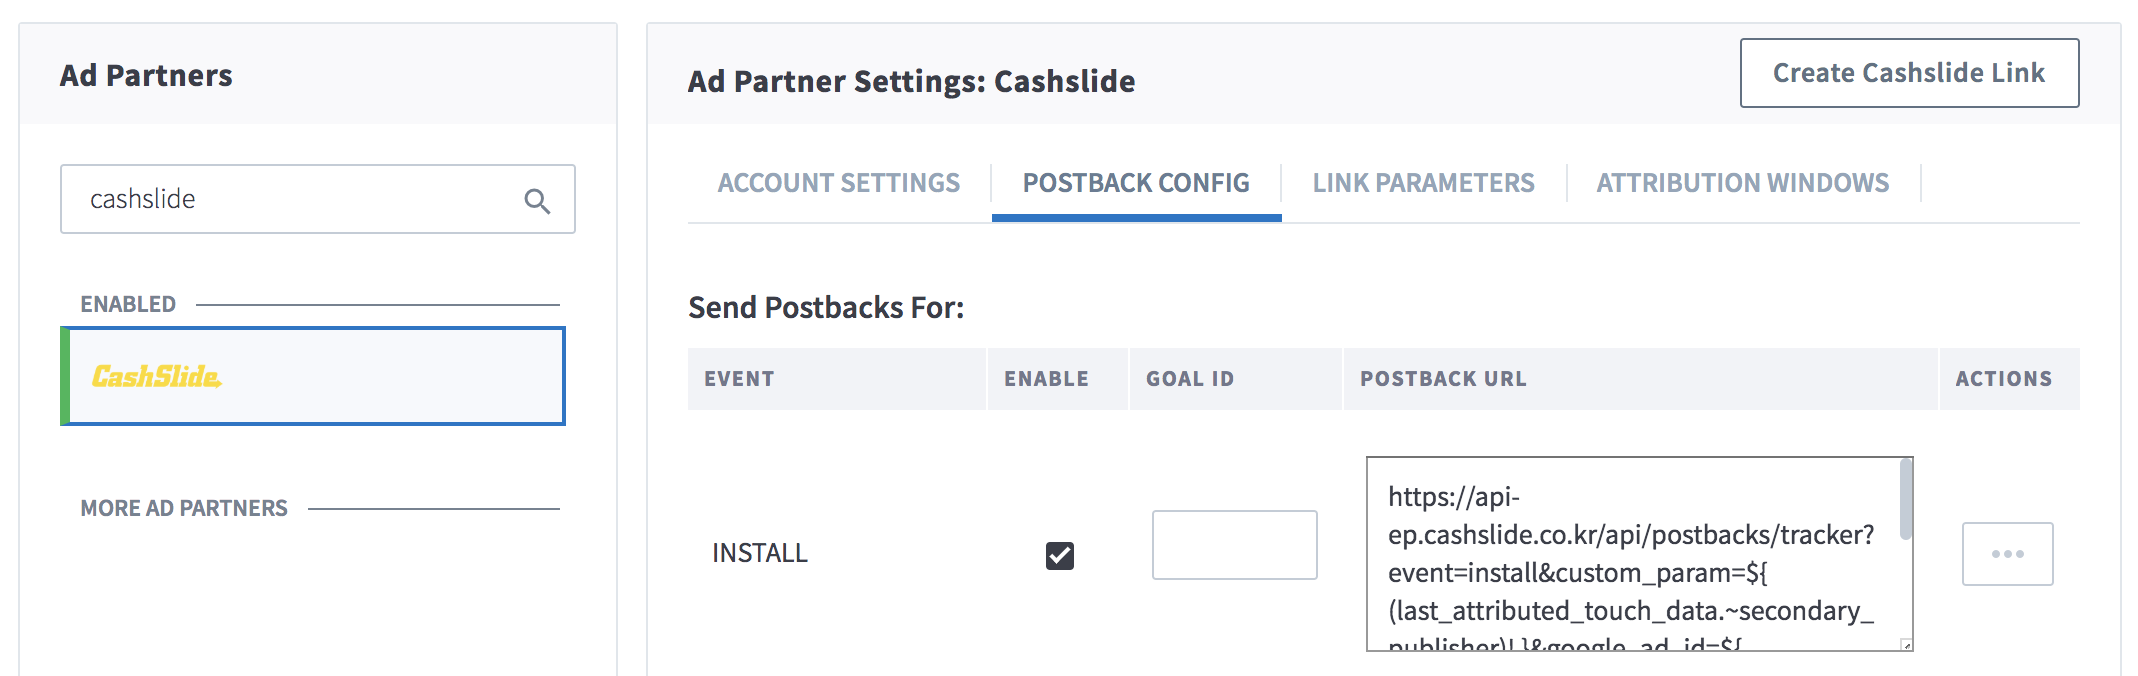 Ad Partners
cashslide
ENABLED
CashSlide
MORE AD PARTNERS
Ad Partner Settings: Cashslide
Create Cashslide Link
ACCOUNT SETTINGS
POSTBACK CONFIG
LINK PARAMETERS
ATTRIBUTION WINDOWS
Send Postbacks For:
EVENT
ENABLE
GOAL ID
POSTBACK URL
ACTIONS
INSTALL
https://api-
ep.cashslide.co.kr/api/postbacks/tracker?
event=install&custom_param=${
(last_attributed_touch_data.~secondary_
publisher)!}&google_ad_id=${